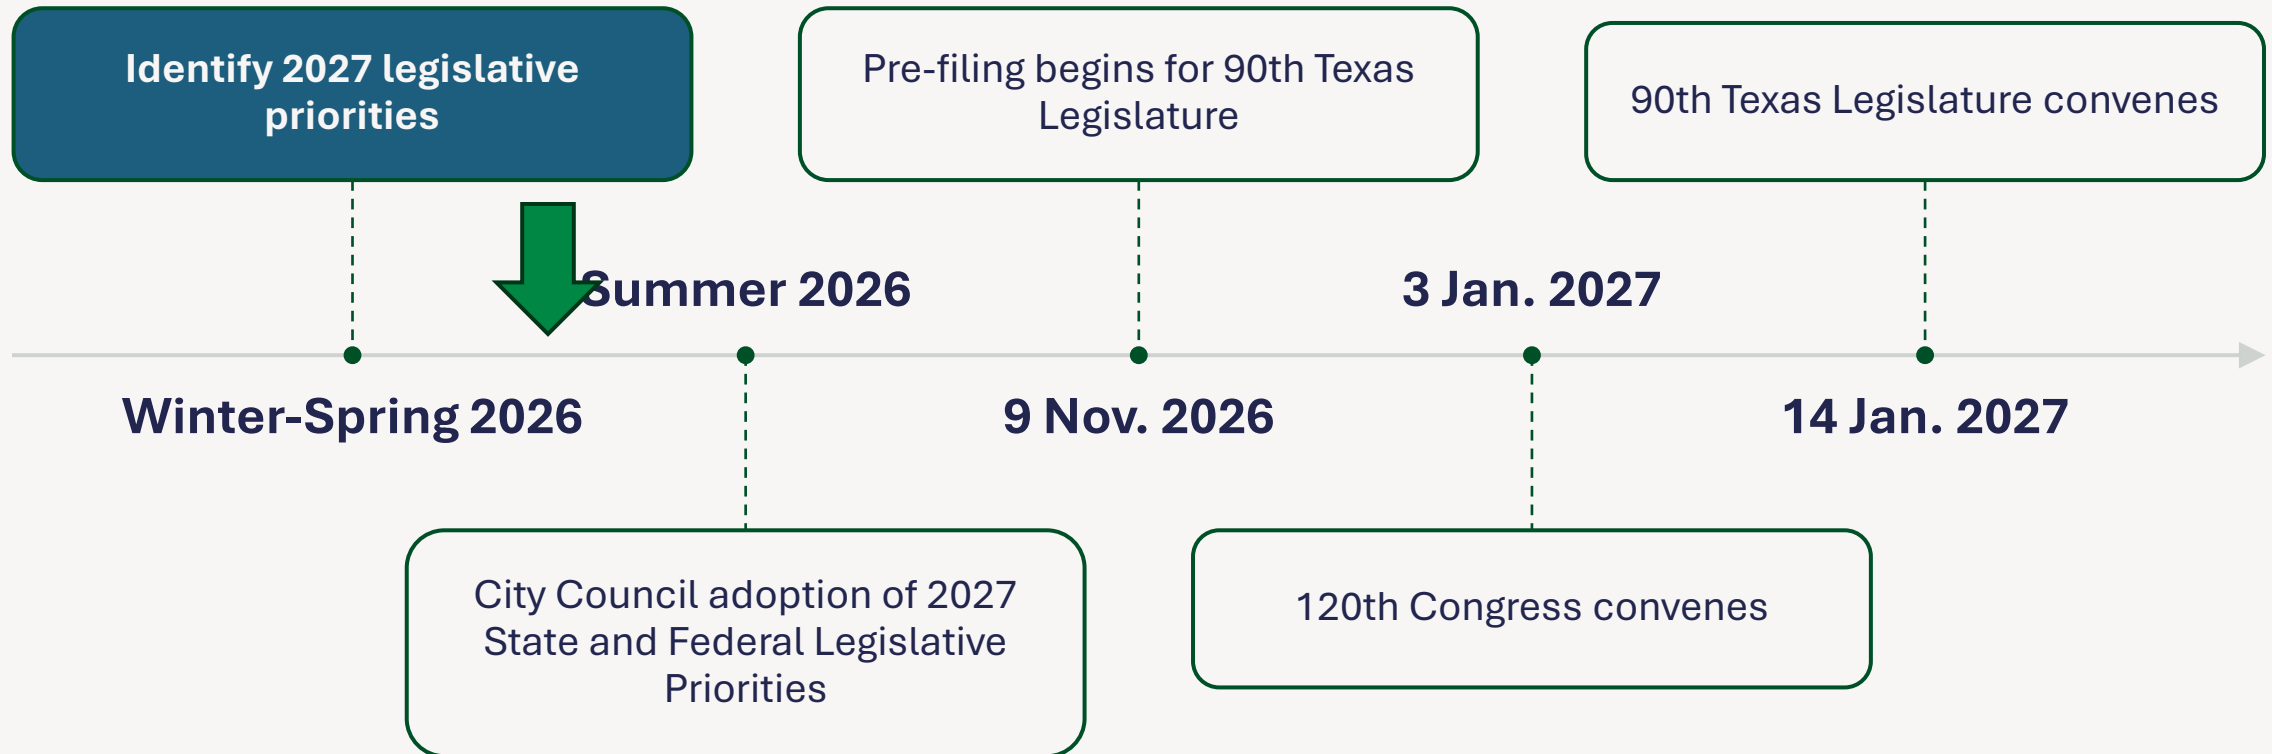 Identify 2027 legislative
priorities
Pre-filing begins for 90th Texas
Legislature
90th Texas Legislature convenes
Summer 2026
3 Jan. 2027
Winter-Spring 2026
9 Nov. 2026
14 Jan. 2027
City Council adoption of 2027
State and Federal Legislative
Priorities
120th Congress convenes